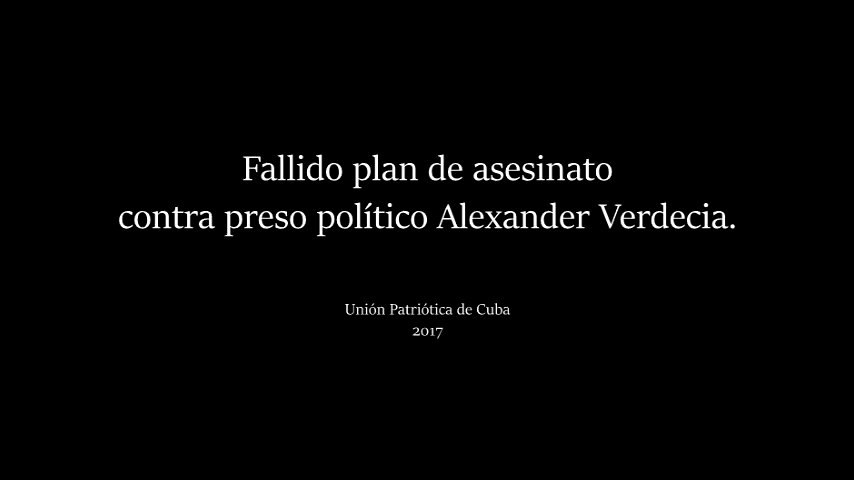 Fallido plan de asesinato
contra preso político Alexander Verdecia.
Unión Patriótica de Cuba
2017